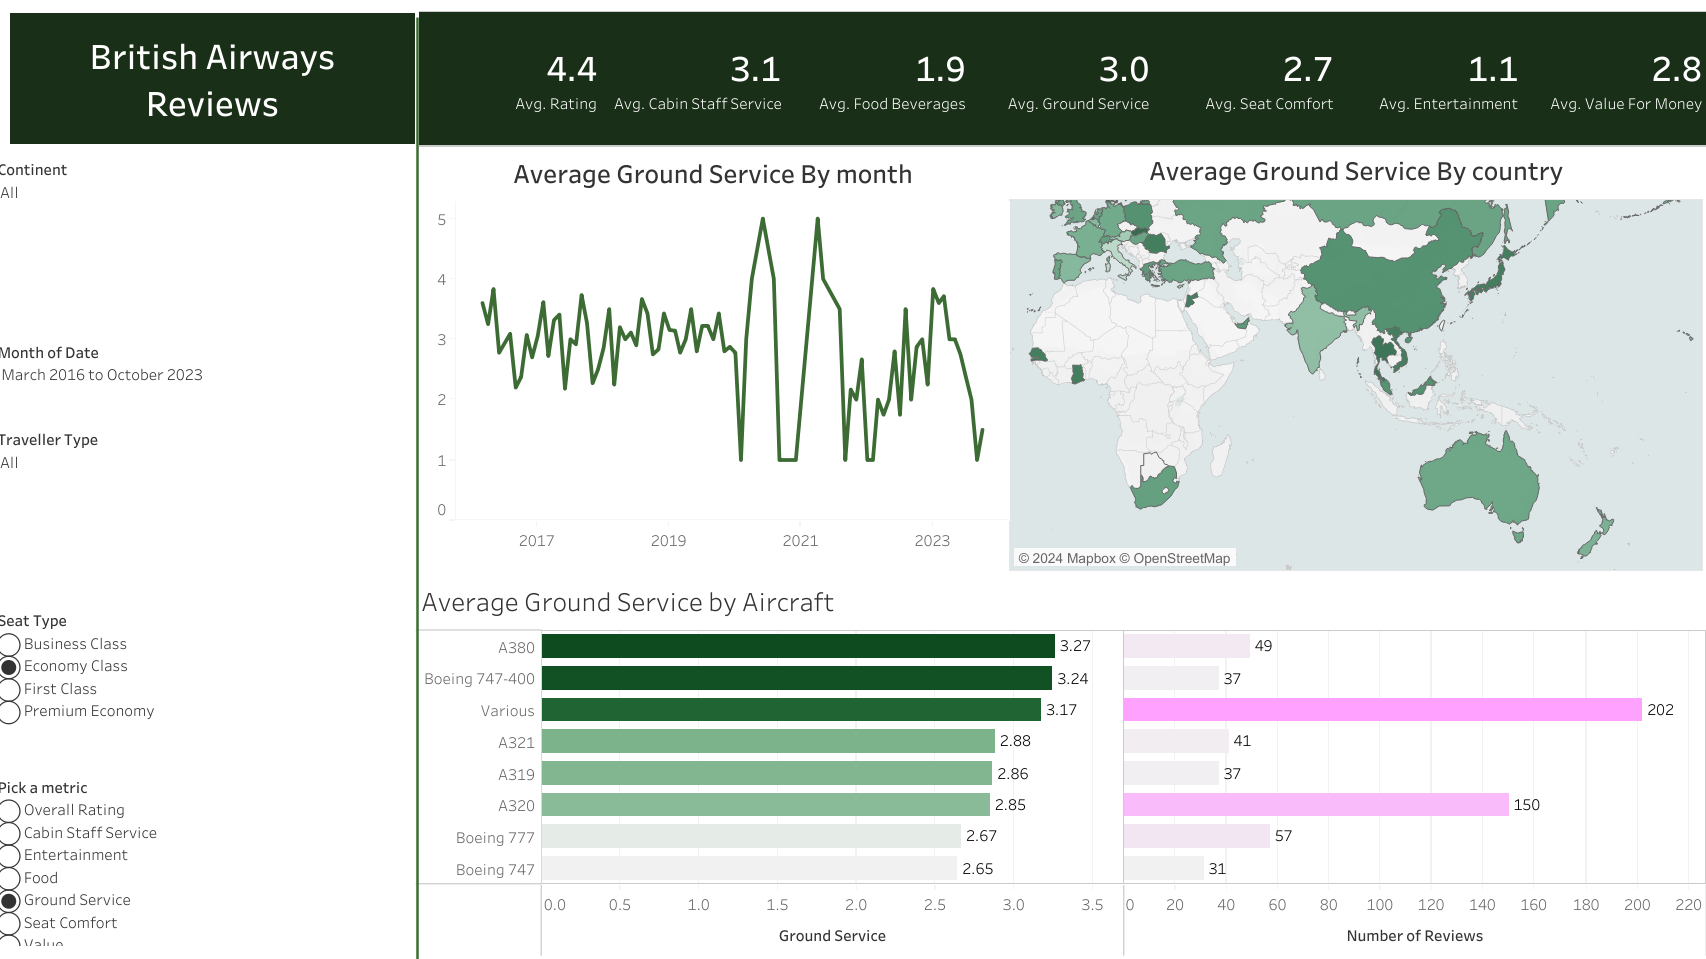 British Airways
Reviews
4.4
Avg. Rating
3.1
Avg. Cabin Staff Service
1.9
Avg. Food Beverages
3.0
Avg. Ground Service
2.7
Avg. Seat Comfort
1.1
Avg. Entertainment
2.8
Avg. Value For Money
Continent
All
Month of Date
March 2016 to October 2023
Traveller Type
All
Seat Type
Business Class
Economy Class
First Class
Premium Economy
Pick a metric
Overall Rating
Cabin Staff Service
Entertainment
Food
Ground Service
Seat Comfort
Value
Average Ground Service By month
5
4
3
2
1
0
2017 2019 2021 2023
Average Ground Service By country
© 2024 Mapbox © OpenStreetMap
Average Ground Service by Aircraft
A380 3.27 49
Boeing 747-400 3.24 37
Various 3.17 202
A321 2.88 41
A319 2.86 37
A320 2.85 150
Boeing 777 2.67 57
Boeing 747 2.65 31
0.0 0.5 1.0 1.5 2.0 2.5 3.0 3.5 0 20 40 60 80 100 120 140 160 180 200 220
Ground Service Number of Reviews